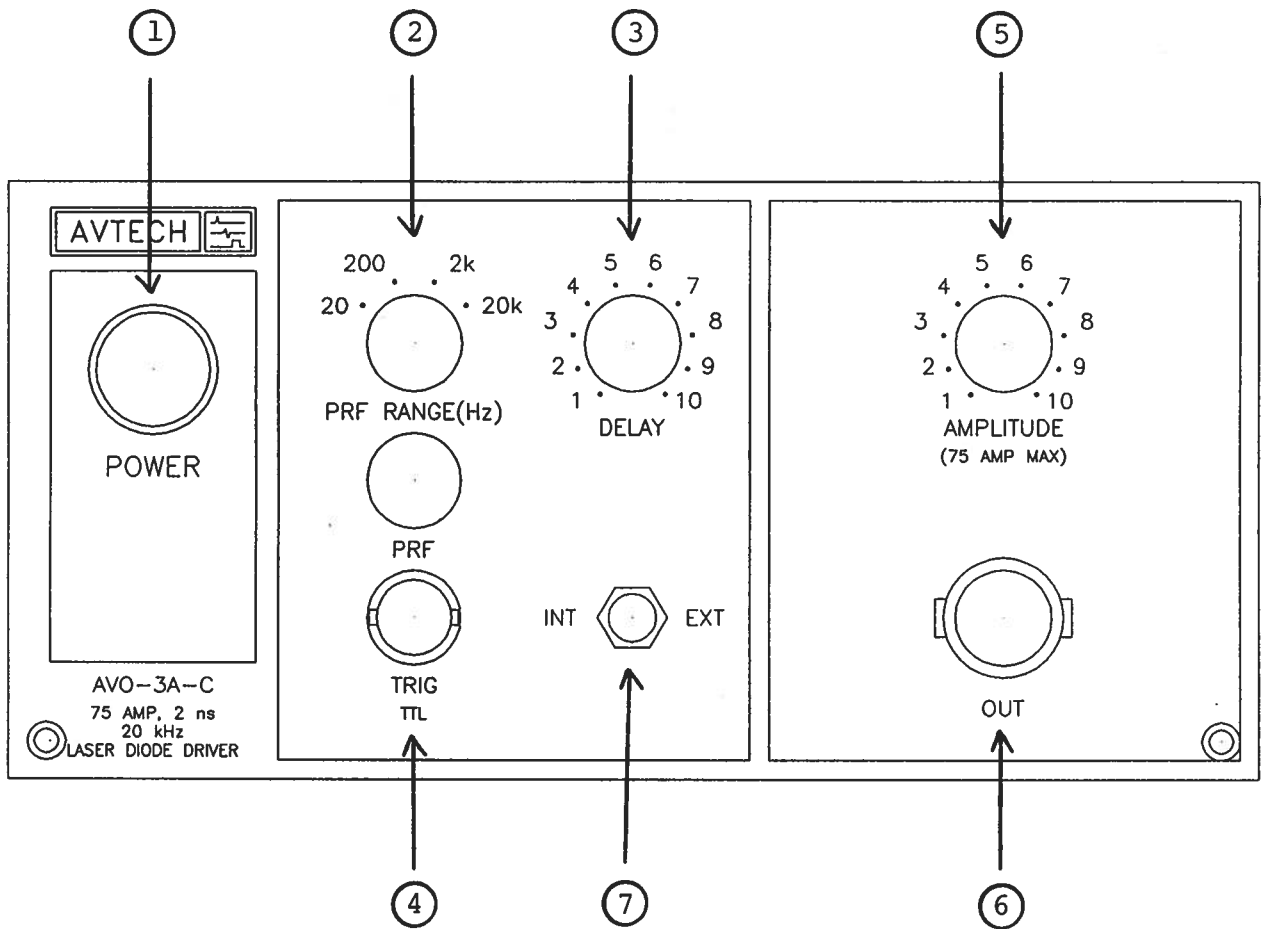 1 2 3 5
AVTECH
POWER
AVO-3A-C
75 AMP, 2 ns
20 kHz
LASER DIODE DRIVER
20 200 2k 20k
PRF RANGE(Hz)
PRF
TRIG
TTL
1 2 3 4 5 6 7 8 9 10
DELAY
INT EXT
1 2 3 4 5 6 7 8 9 10
AMPLITUDE
(75 AMP MAX)
OUT
4 7 6